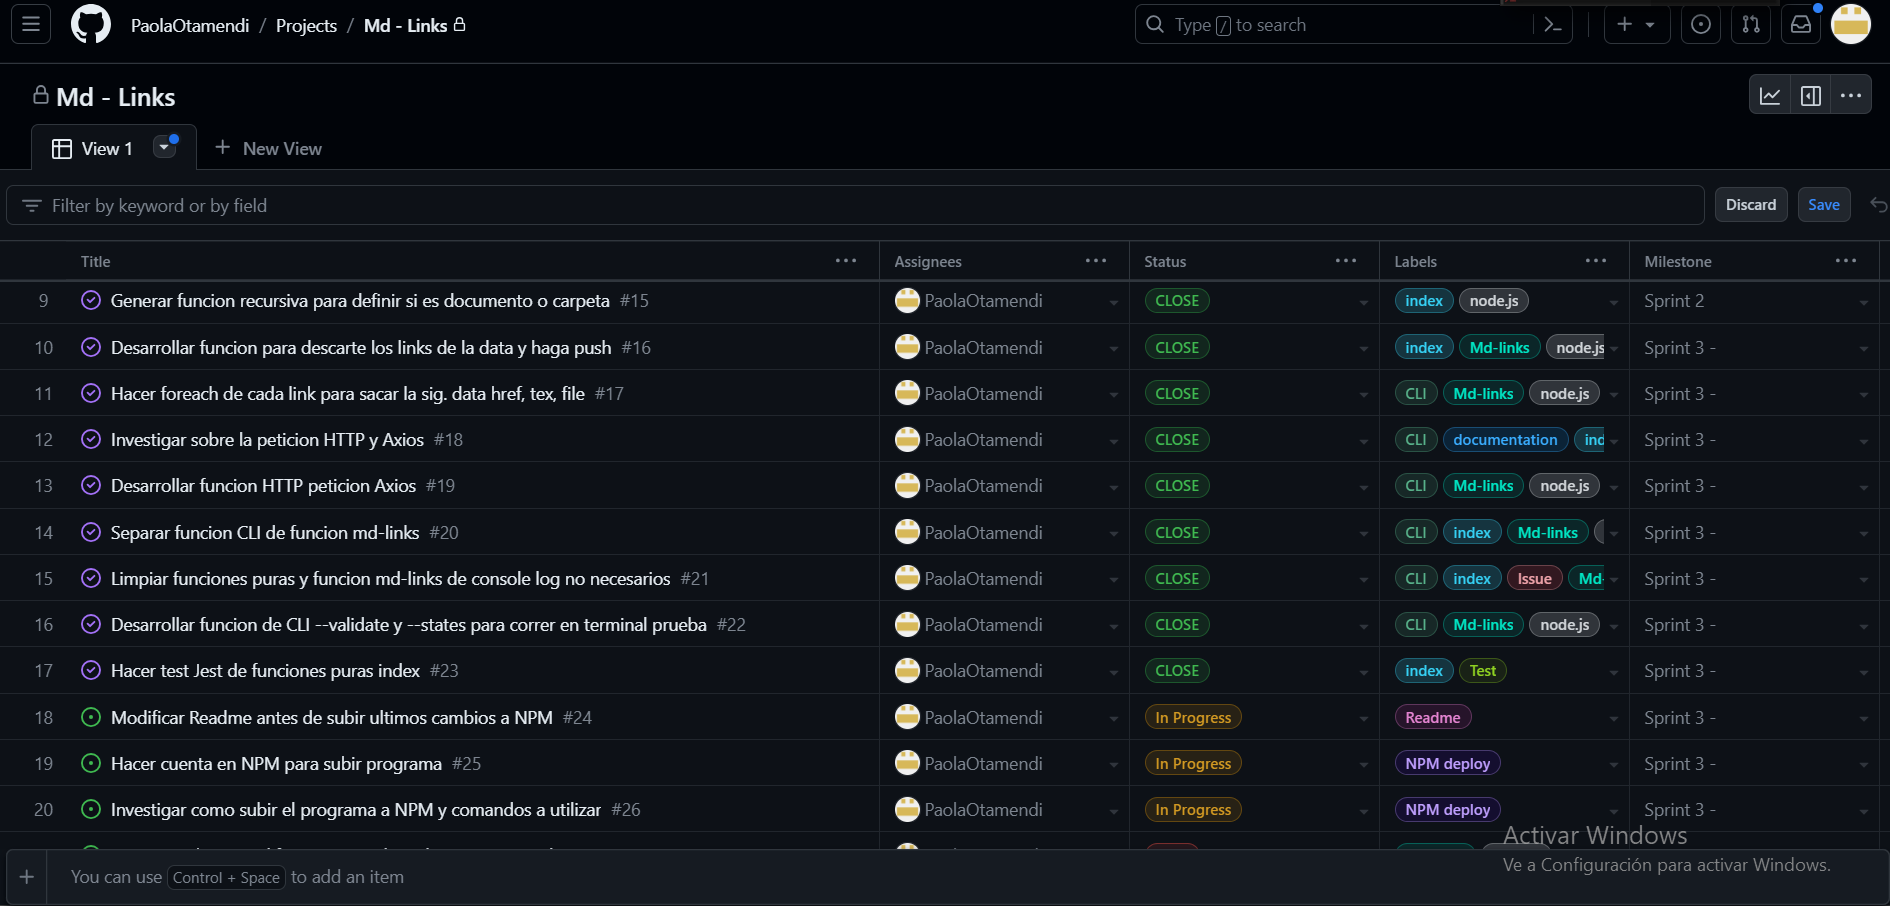 PaolaOtamendi / Projects / Md - Links
Type / to search
Md - Links
View 1
New View
Filter by keyword or by field
Discard
Save
Title Assignees Status Labels Milestone
9 Generar funcion recursiva para definir si es documento o carpeta #15 PaolaOtamendi CLOSE index node.js Sprint 2
10 Desarrollar funcion para descarte los links de la data y haga push #16 PaolaOtamendi CLOSE index Md-links node.js Sprint 3 -
11 Hacer foreach de cada link para sacar la sig. data href, tex, file #17 PaolaOtamendi CLOSE CLI Md-links node.js Sprint 3 -
12 Investigar sobre la peticion HTTP y Axios #18 PaolaOtamendi CLOSE CLI documentation ind Sprint 3 -
13 Desarrollar funcion HTTP peticion Axios #19 PaolaOtamendi CLOSE CLI Md-links node.js Sprint 3 -
14 Separar funcion CLI de funcion md-links #20 PaolaOtamendi CLOSE CLI index Md-links Sprint 3 -
15 Limpiar funciones puras y funcion md-links de console log no necesarios #21 PaolaOtamendi CLOSE CLI index Issue Md- Sprint 3 -
16 Desarrollar funcion de CLI --validate y --states para correr en terminal prueba #22 PaolaOtamendi CLOSE CLI Md-links node.js Sprint 3 -
17 Hacer test Jest de funciones puras index #23 PaolaOtamendi CLOSE index Test Sprint 3 -
18 Modificar Readme antes de subir ultimos cambios a NPM #24 PaolaOtamendi In Progress Readme Sprint 3 -
19 Hacer cuenta en NPM para subir programa #25 PaolaOtamendi In Progress NPM deploy Sprint 3 -
20 Investigar como subir el programa a NPM y comandos a utilizar #26 PaolaOtamendi In Progress NPM deploy Sprint 3 -
Activar Windows
Ve a Configuración para activar Windows.
You can use Control + Space to add an item